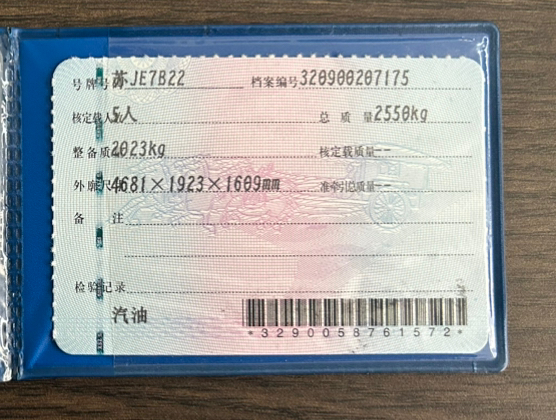 号牌号码 苏JE7B22 档案编号 320900207175
核定载人数 5人 总质量 2550kg
整备质量 2023kg 核定载质量 --
外廓尺寸 4681×1923×1609mm 准牵引总质量 --
备注
检验记录
汽油
*3290058761572*